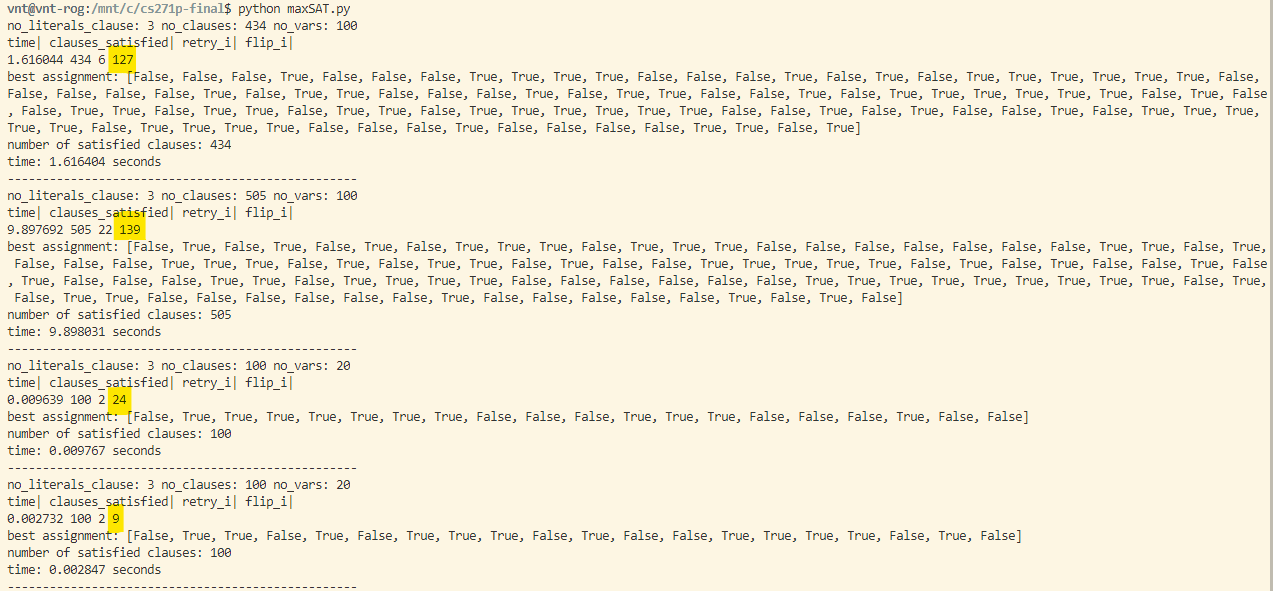 vnt@vnt-rog:/mnt/c/cs271p-final$ python maxSAT.py
no_literals_clause: 3 no_clauses: 434 no_vars: 100
time| clauses_satisfied| retry_i| flip_i|
1.616044 434 6 127
best assignment: [False, False, False, True, False, False, False, True, True, True, True, False, False, False, True, False, True, False, True, True, True, True, True, True, False,
False, False, False, False, True, False, True, True, False, True, True, False, False, False, True, False, True, True, False, False, True, False, True, True, True, True, True, True, False, True, False
, False, True, True, False, True, True, False, True, True, False, True, True, True, True, True, True, False, False, True, False, True, False, False, True, False, True, True, True,
True, True, False, True, True, True, True, False, False, False, True, False, False, False, False, True, True, False, True]
number of satisfied clauses: 434
time: 1.616404 seconds
--------------------------------------------------
no_literals_clause: 3 no_clauses: 505 no_vars: 100
time| clauses_satisfied| retry_i| flip_i|
9.897692 505 22 139
best assignment: [False, True, False, True, False, True, False, True, True, True, False, True, True, True, False, False, False, False, False, False, False, True, True, False, True,
False, False, False, True, True, True, False, True, False, True, True, False, True, False, False, True, True, True, True, True, False, True, False, True, False, False, True, False
, True, False, False, False, True, True, False, True, True, True, True, False, False, False, False, False, False, True, True, True, True, True, True, True, True, False, True,
False, True, True, False, False, False, False, False, False, True, False, False, False, False, False, True, False, True, False]
number of satisfied clauses: 505
time: 9.898031 seconds
--------------------------------------------------
no_literals_clause: 3 no_clauses: 100 no_vars: 20
time| clauses_satisfied| retry_i| flip_i|
0.009639 100 2 24
best assignment: [False, True, True, True, True, True, True, True, False, False, False, True, True, True, False, False, False, True, False, False]
number of satisfied clauses: 100
time: 0.009767 seconds
--------------------------------------------------
no_literals_clause: 3 no_clauses: 100 no_vars: 20
time| clauses_satisfied| retry_i| flip_i|
0.002732 100 2 9
best assignment: [False, True, True, False, True, False, True, True, True, False, True, False, False, True, True, True, True, False, True, False]
number of satisfied clauses: 100
time: 0.002847 seconds
--------------------------------------------------